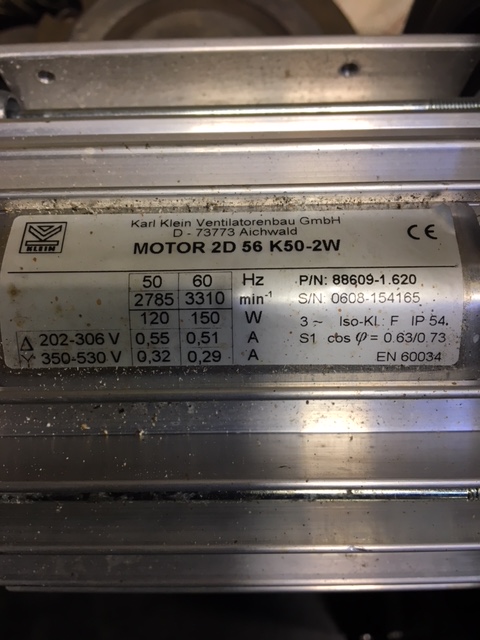 Karl Klein Ventilatorenbau GmbH
D - 73773 Aichwald
MOTOR 2D 56 K50-2W
KLEIN
CE
50 60 Hz
2785 3310 min⁻¹
120 150 W
△ 202-306 V 0,55 0,51 A
Y 350-530 V 0,32 0,29 A
P/N: 88609-1.620
S/N: 0608-154165
3 ~ Iso-Kl. F IP 54.
S1 cos φ = 0.63/0.73
EN 60034